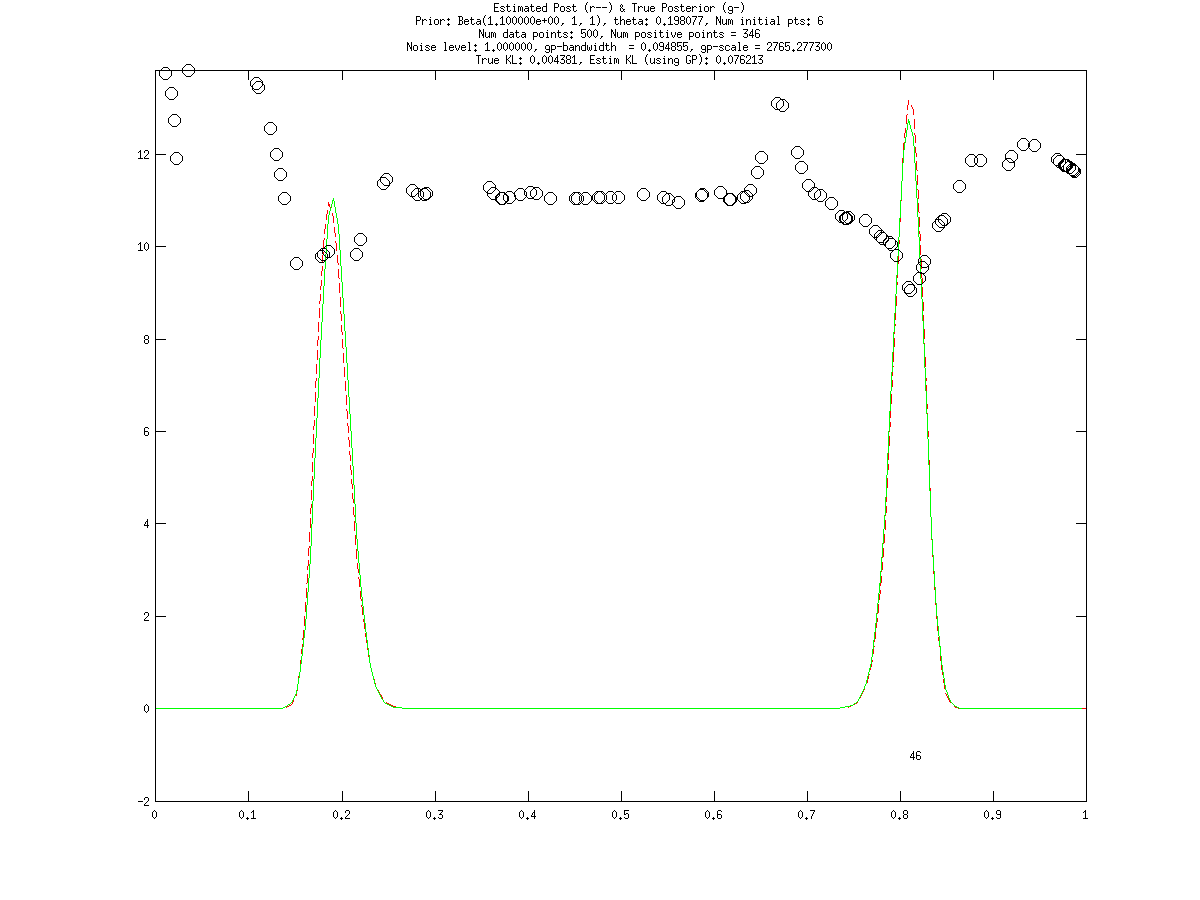 Estimated Post (r--) & True Posterior (g-)
Prior: Beta(1.100000e+00, 1, 1), theta: 0.198077, Num initial pts: 6
Num data points: 500, Num positive points = 346
Noise level: 1.000000, gp-bandwidth  = 0.094855, gp-scale = 2765.277300
True KL: 0.004381, Estim KL (using GP): 0.076213
12
10
8
6
4
2
0
46
-2
0 0.1 0.2 0.3 0.4 0.5 0.6 0.7 0.8 0.9 1